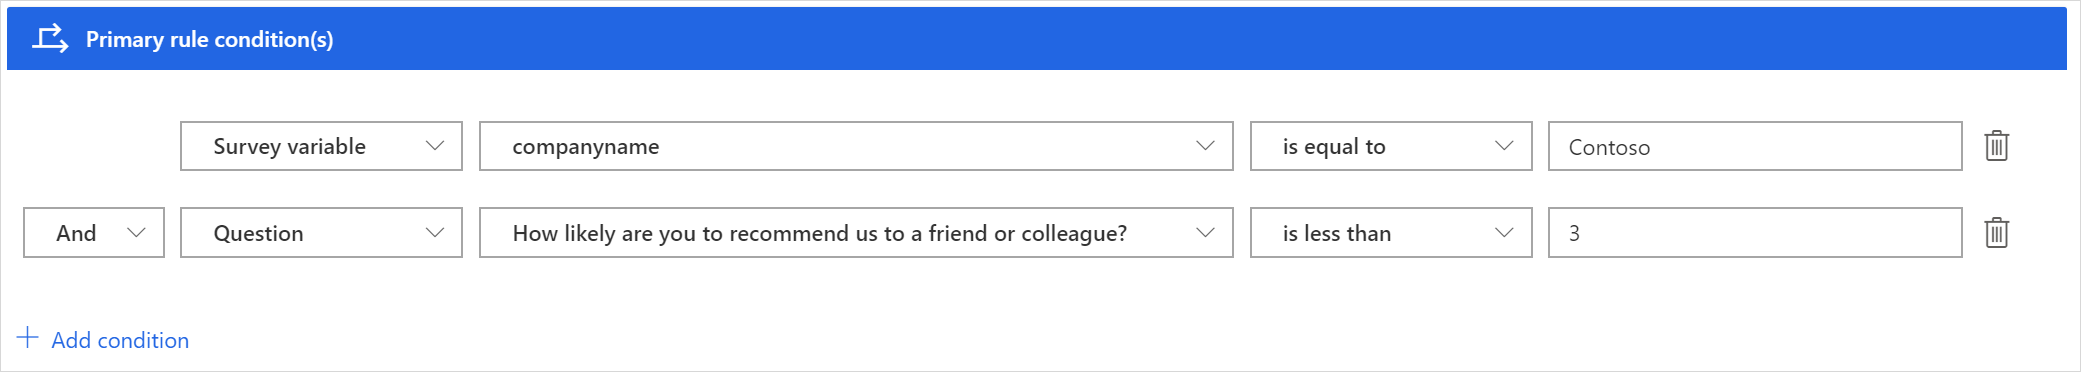 Primary rule condition(s)
Survey variable companyname is equal to Contoso
And Question How likely are you to recommend us to a friend or colleague? is less than 3
Add condition